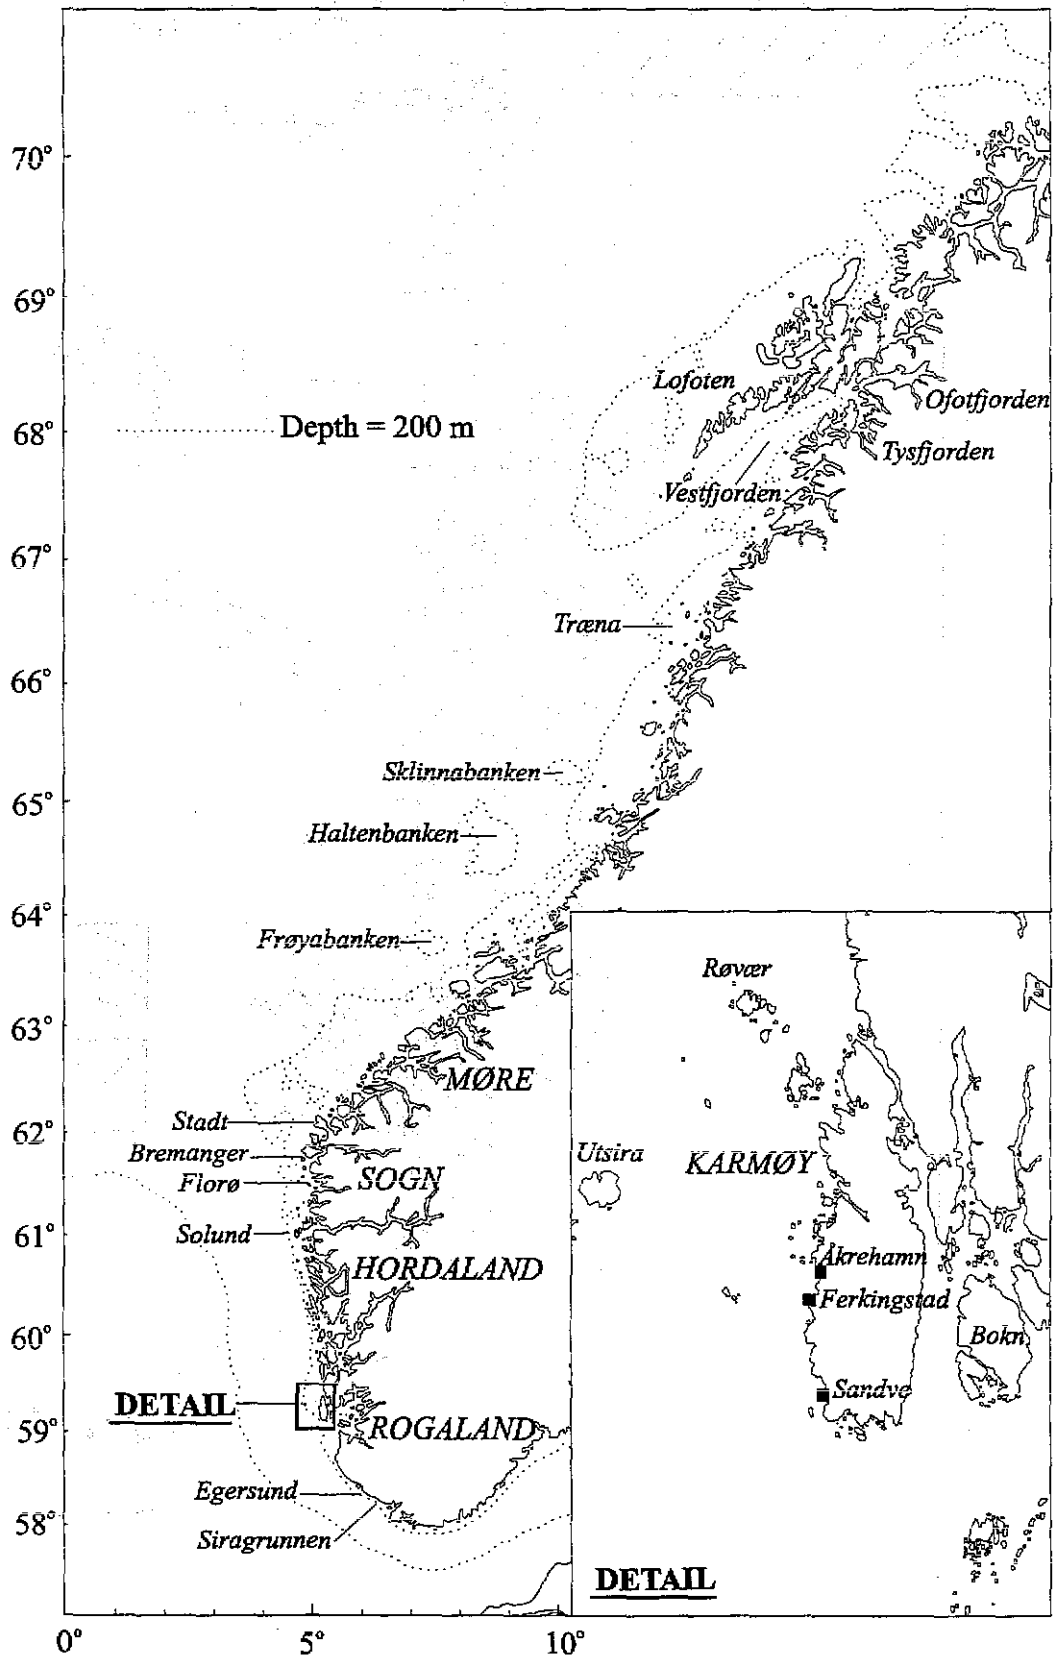 70°
69°
Lofoten
Ofotfjorden
Depth = 200 m
68°
Tysfjorden
Vestfjorden
67°
Træna
66°
Sklinnabanken
65°
Haltenbanken
64°
Frøyabanken
Røvær
63°
MØRE
Stadt
62°
Bremanger
Utsira
KARMØY
SOGN
Florø
Solund
61°
Åkrehamn
HORDALAND
Ferkingstad
60°
Bokn
DETAIL
Sandve
59°
ROGALAND
Egersund
58°
Siragrunnen
DETAIL
0°
5°
10°